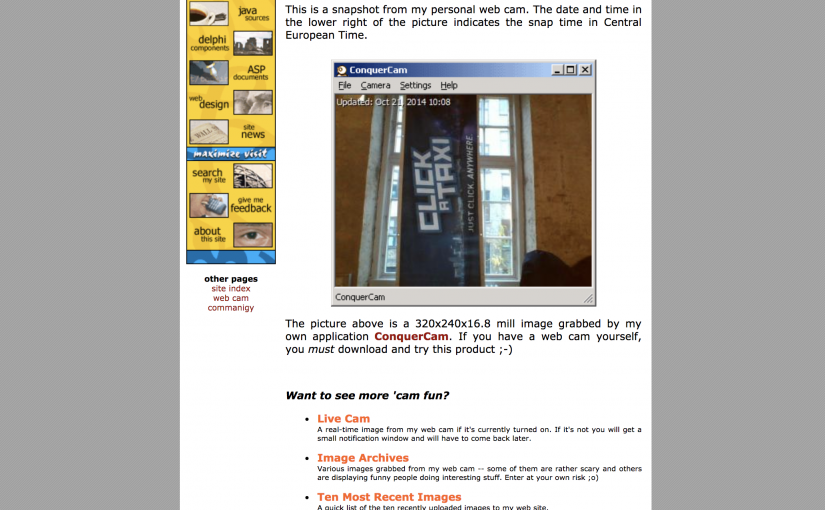 java
sources
delphi
components
ASP
documents
web
design
site
news
maximize visit
search
my site
give me
feedback
about
this site
other pages
site index
web cam
commanigy
This is a snapshot from my personal web cam. The date and time in
the lower right of the picture indicates the snap time in Central
European Time.
ConquerCam
File Camera Settings Help
Updated: Oct 21, 2014 10:08
CLICK
A TAXI
JUST CLICK. ANYWHERE.
ConquerCam
The picture above is a 320x240x16.8 mill image grabbed by my
own application ConquerCam. If you have a web cam yourself,
you must download and try this product ;-)
Want to see more 'cam fun?
• Live Cam
A real-time image from my web cam if it's currently turned on. If it's not you will get a
small notification window and will have to come back later.
• Image Archives
Various images grabbed from my web cam -- some of them are rather scary and others
are displaying funny people doing interesting stuff. Enter at your own risk ;o)
• Ten Most Recent Images
A quick list of the ten recently uploaded images to my web site.